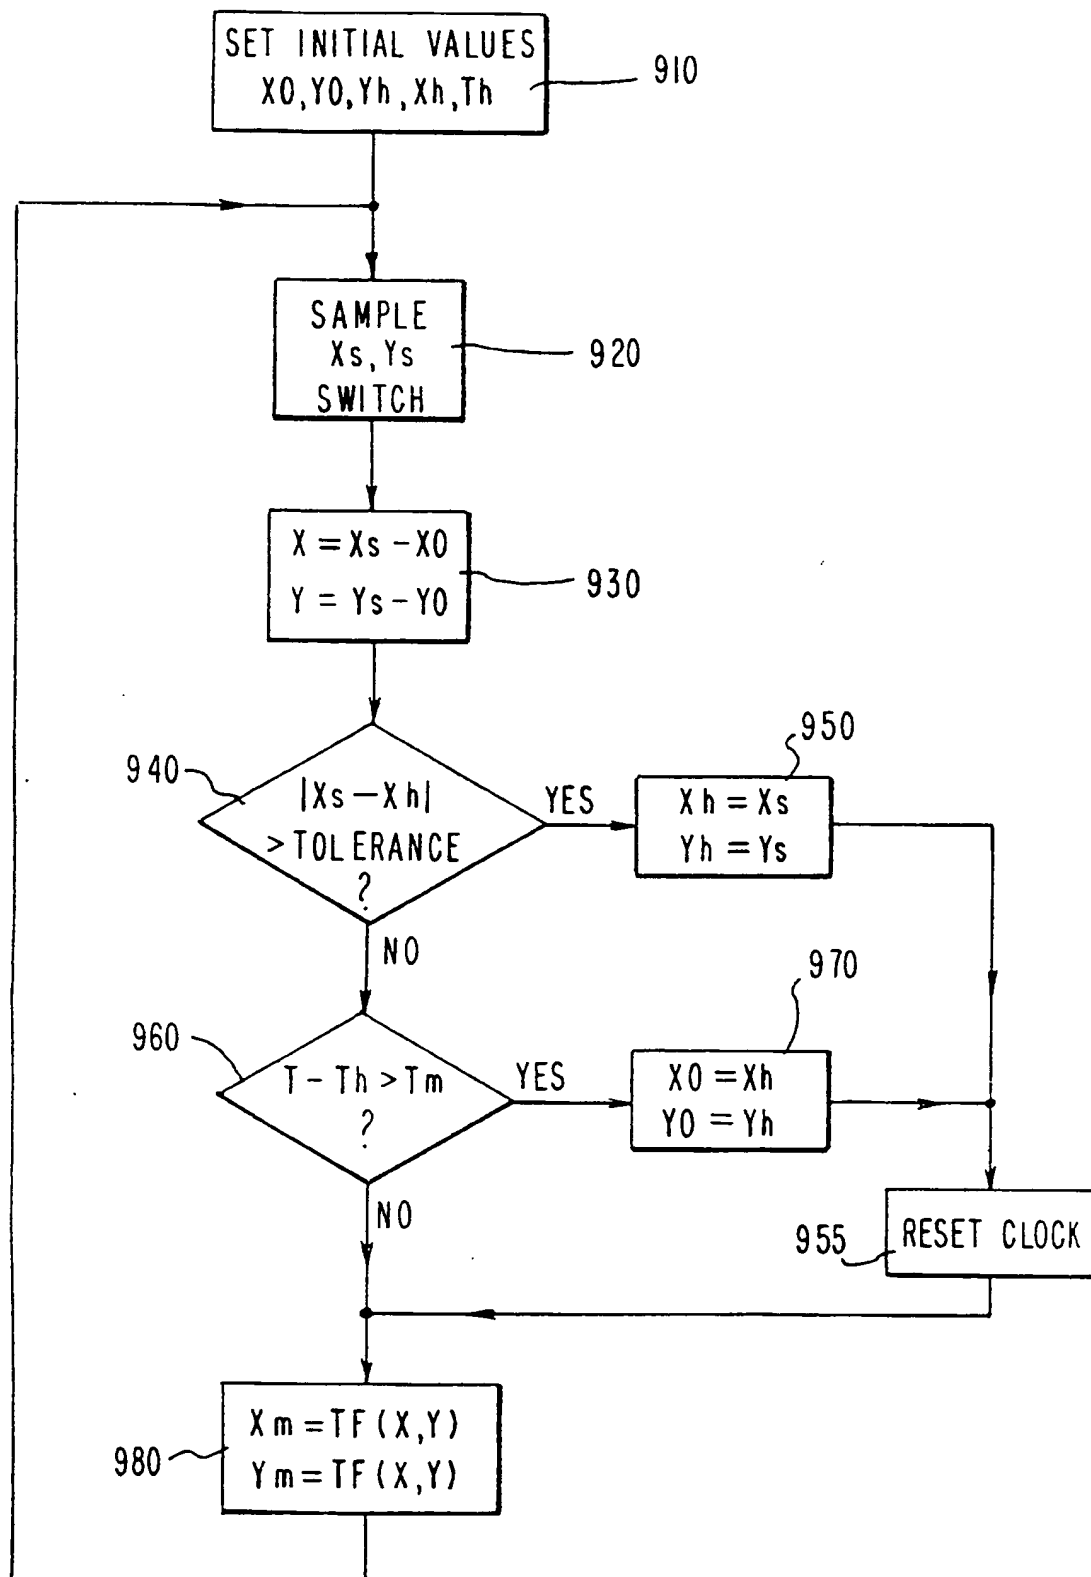 SET INITIAL VALUES
X0, Y0, Yh, Xh, Th
910
SAMPLE
Xs, Ys
SWITCH
920
X = Xs - X0
Y = Ys - Y0
930
940
|Xs - Xh|
> TOLERANCE
?
YES
950
Xh = Xs
Yh = Ys
NO
960
T - Th > Tm
?
YES
970
X0 = Xh
Y0 = Yh
NO
955
RESET CLOCK
980
Xm = TF (X,Y)
Ym = TF (X,Y)